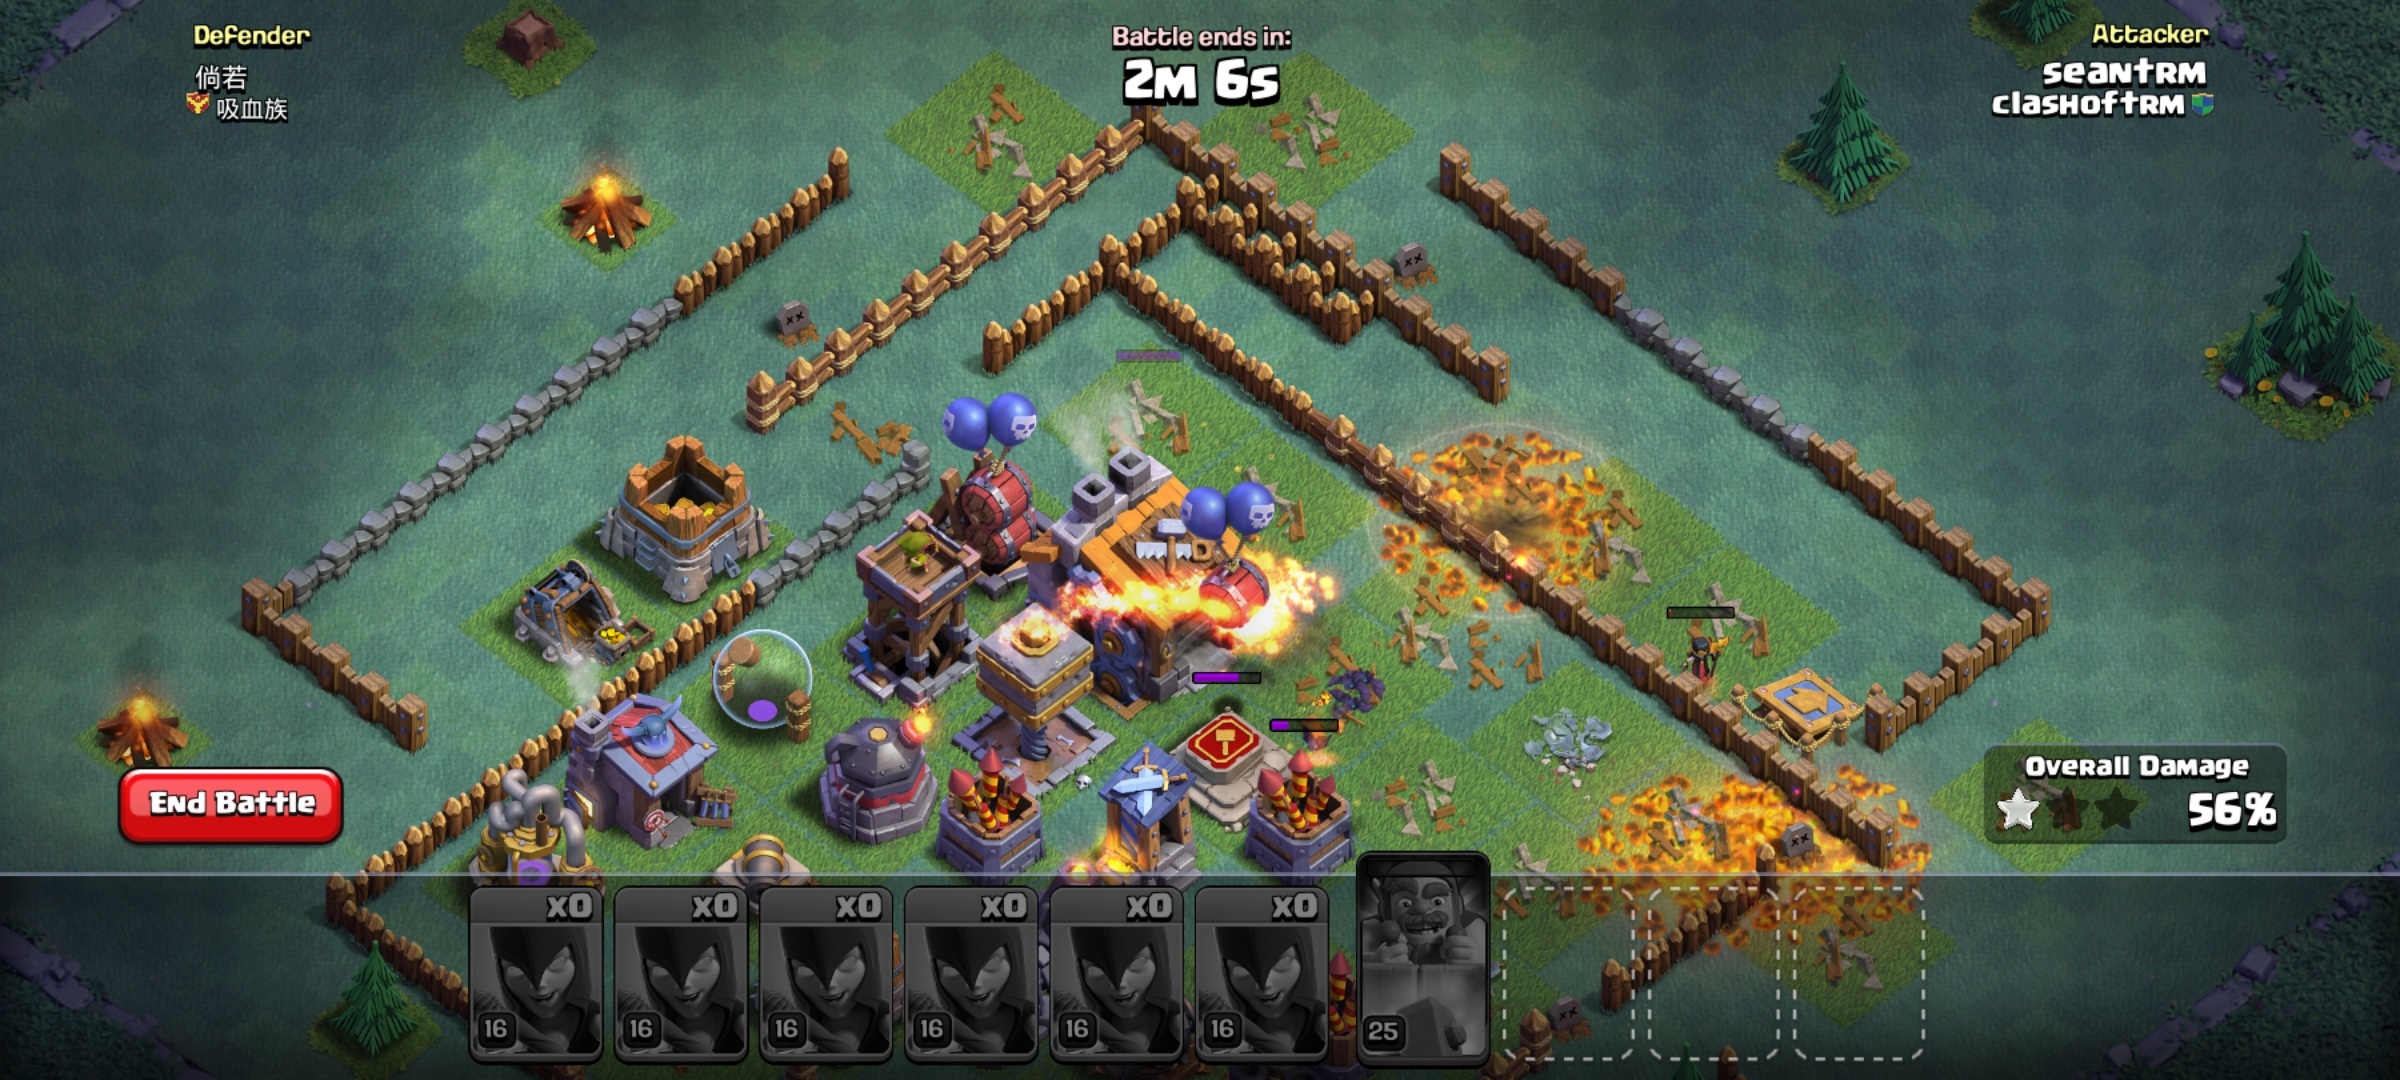 Defender
倘若
吸血族
Battle ends in:
2M 6s
Attacker
seantRM
clashoftRM
End Battle
Overall Damage
56%
x0
x0
x0
x0
x0
x0
16
16
16
16
16
16
25